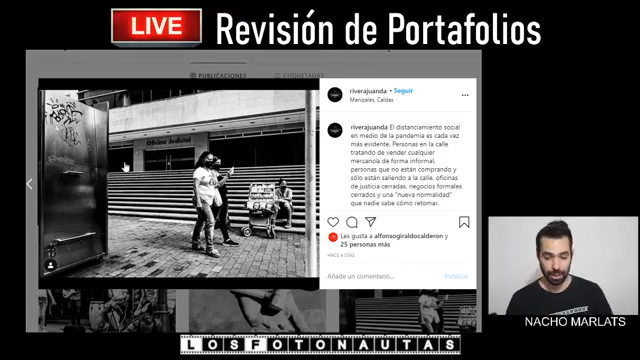 LIVE
Revisión de Portafolios
PUBLICACIONES
ETIQUETADAS
riverajuanda • Seguir
Manizales, Caldas
Oficina Judicial
riverajuanda El distanciamiento social
en medio de la pandemia es cada vez
más evidente. Personas en la calle
tratando de vender cualquier
mercancía de forma informal,
personas que no están comprando y
sólo están saliendo a la calle, oficinas
de justicia cerradas, negocios formales
cerrados y una "nueva normalidad"
que nadie sabe cómo retomar.
Les gusta a alfonsogiraldocalderon y
25 personas más
HACE 4 DÍAS
Añade un comentario...
Publicar
NACHO MARLATS
LOSFOTONAUTAS